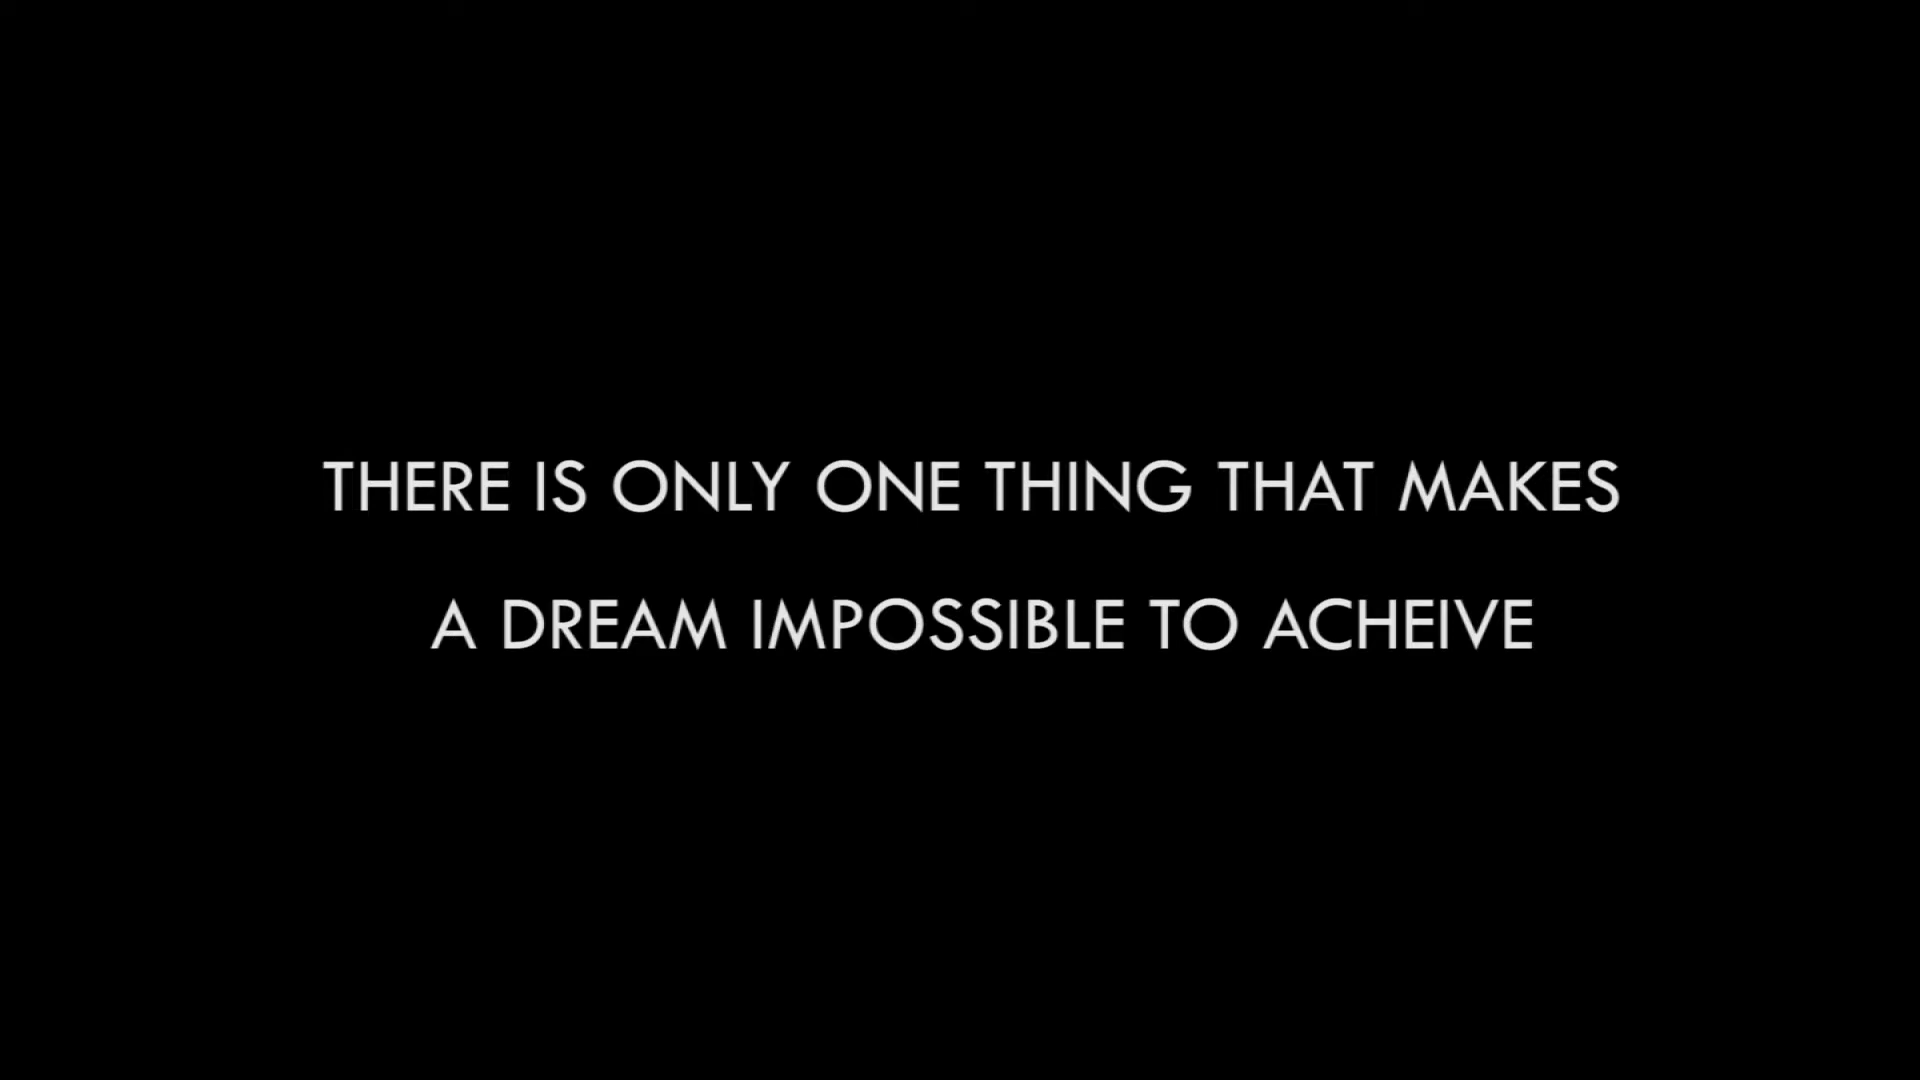 THERE IS ONLY ONE THING THAT MAKES
A DREAM IMPOSSIBLE TO ACHEIVE